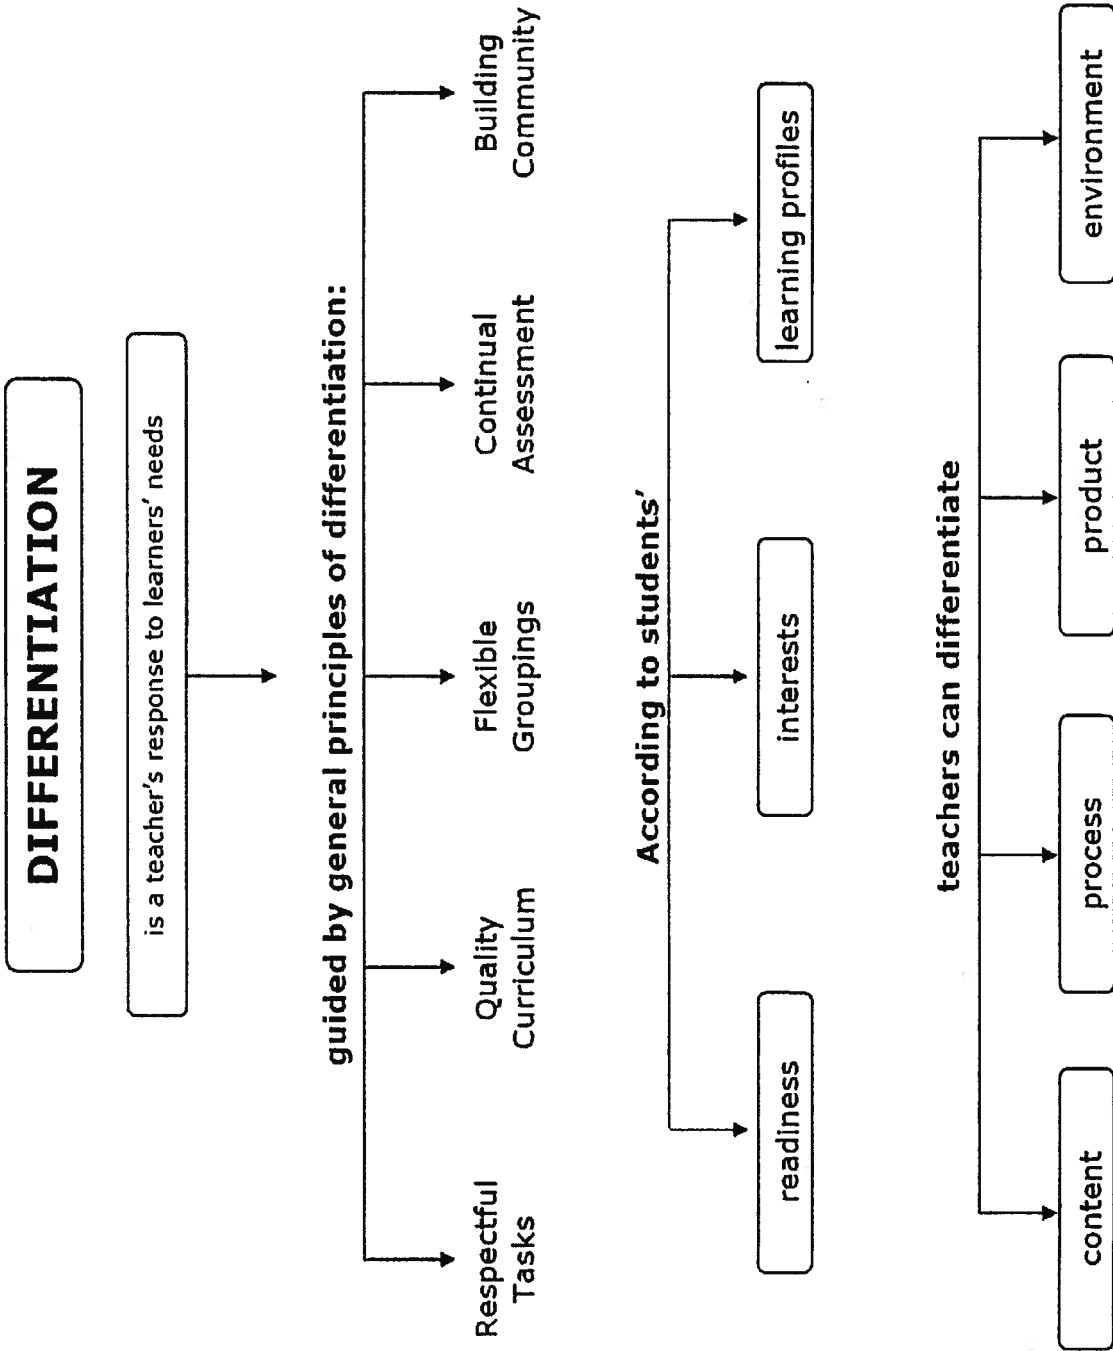 DIFFERENTIATION
is a teacher's response to learners' needs
guided by general principles of differentiation:
Respectful
Tasks
Quality
Curriculum
Flexible
Groupings
Continual
Assessment
Building
Community
According to students'
readiness
interests
learning profiles
teachers can differentiate
content
process
product
environment